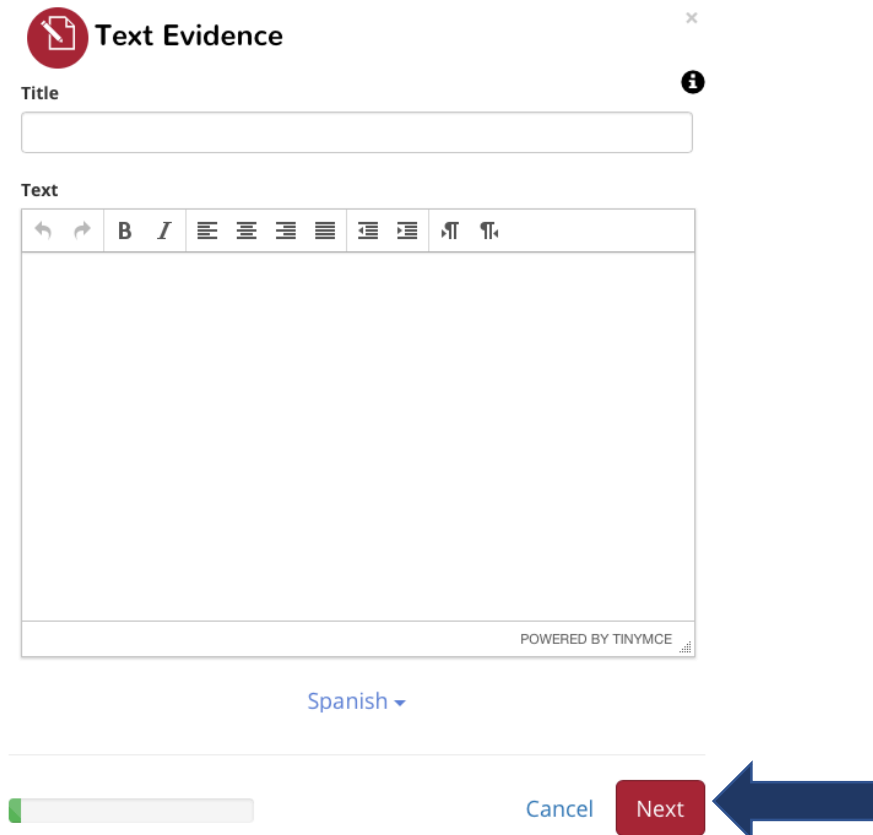 Text Evidence
Title
Text
POWERED BY TINYMCE
Spanish
Cancel Next